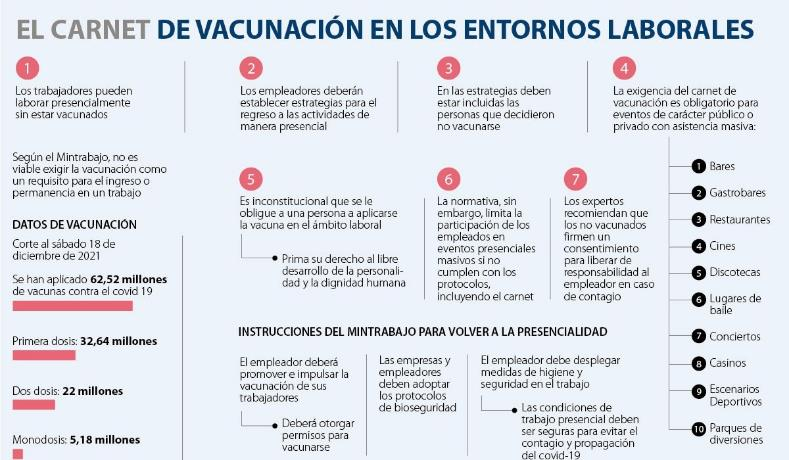 EL CARNET DE VACUNACIÓN EN LOS ENTORNOS LABORALES
1
Los trabajadores pueden
laborar presencialmente
sin estar vacunados
2
Los empleadores deberán
establecer estrategias para el
regreso a las actividades de
manera presencial
3
En las estrategias deben
estar incluidas las
personas que decidieron
no vacunarse
4
La exigencia del carnet de
vacunación es obligatorio para
eventos de carácter público o
privado con asistencia masiva:
1 Bares
2 Gastrobares
3 Restaurantes
4 Cines
5 Discotecas
6 Lugares de
baile
7 Conciertos
8 Casinos
9 Escenarios
Deportivos
10 Parques de
diversiones
Según el Mintrabajo, no es
viable exigir la vacunación como
un requisito para el ingreso o
permanencia en un trabajo
DATOS DE VACUNACIÓN
Corte al sábado 18 de
diciembre de 2021
Se han aplicado 62,52 millones
de vacunas contra el covid 19
Primera dosis: 32,64 millones
Dos dosis: 22 millones
Monodosis: 5,18 millones
5
Es inconstitucional que se le
obligue a una persona a aplicarse
la vacuna en el ámbito laboral
Prima su derecho al libre
desarrollo de la personali-
dad y la dignidad humana
6
La normativa, sin
embargo, limita la
participación de los
empleados en
eventos presenciales
masivos si no
cumplen con los
protocolos,
incluyendo el carnet
7
Los expertos
recomiendan que
los no vacunados
firmen un
consentimiento
para liberar de
responsabilidad al
empleador en caso
de contagio
INSTRUCCIONES DEL MINTRABAJO PARA VOLVER A LA PRESENCIALIDAD
El empleador deberá
promover e impulsar la
vacunación de sus
trabajadores
Deberá otorgar
permisos para
vacunarse
Las empresas y
empleadores
deben adoptar
los protocolos
de bioseguridad
El empleador debe desplegar
medidas de higiene y
seguridad en el trabajo
Las condiciones de
trabajo presencial deben
ser seguras para evitar el
contagio y propagación
del covid-19